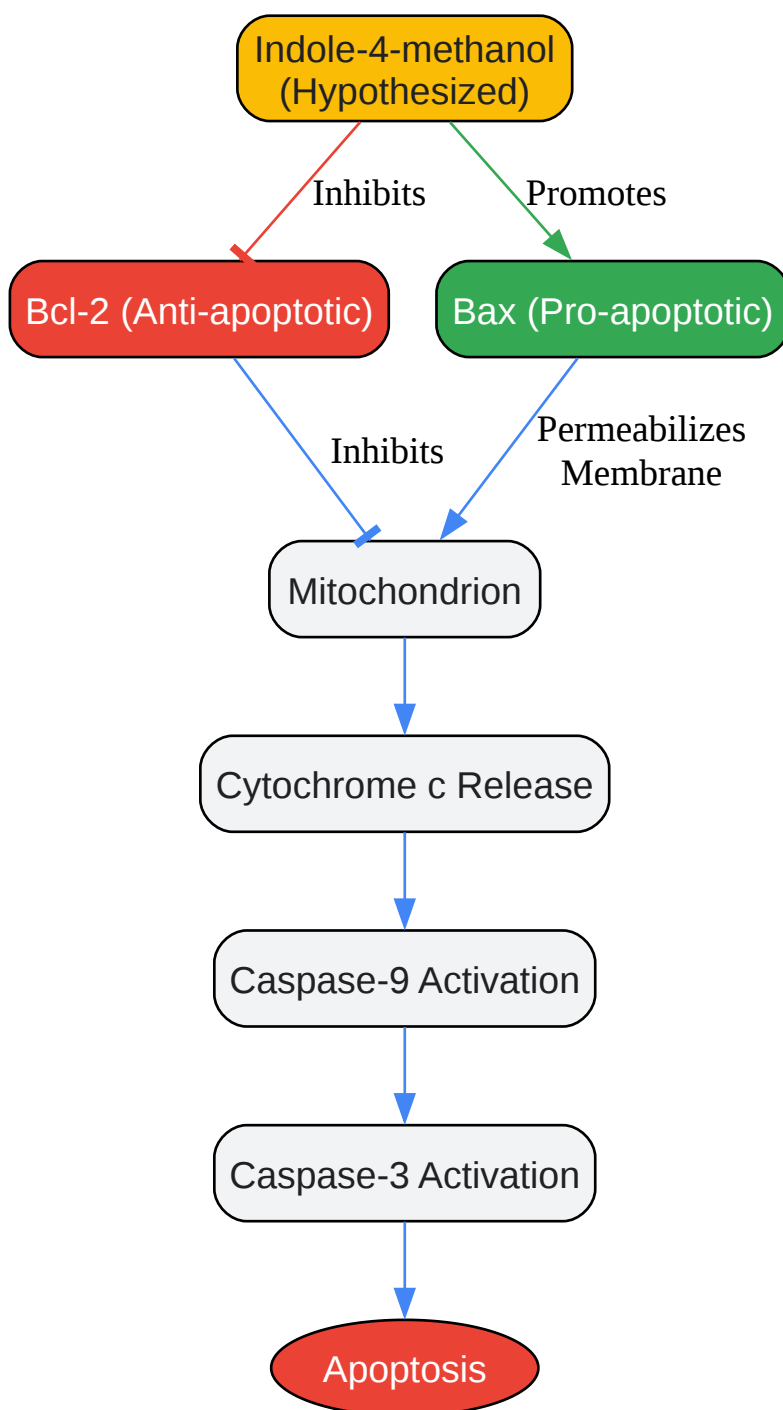 Indole-4-methanol
(Hypothesized)
Inhibits
Promotes
Bcl-2 (Anti-apoptotic)
Bax (Pro-apoptotic)
Inhibits
Permeabilizes
Membrane
Mitochondrion
Cytochrome c Release
Caspase-9 Activation
Caspase-3 Activation
Apoptosis